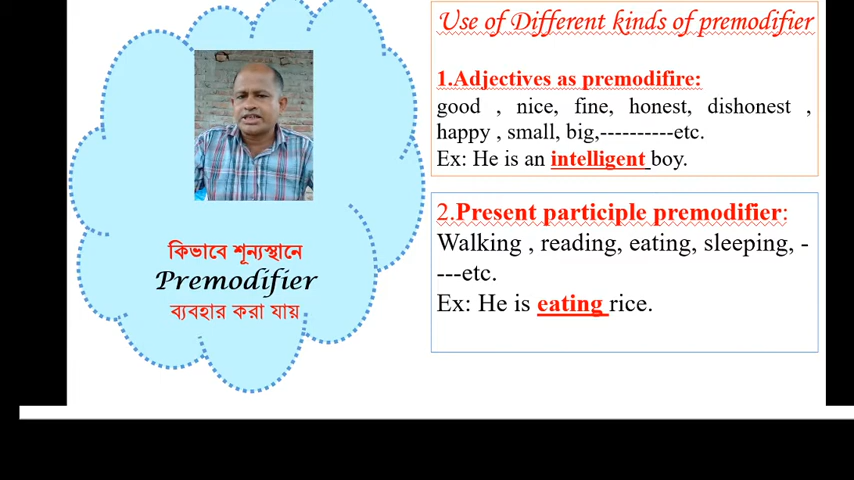 কিভাবে শূন্যস্থানে
Premodifier
ব্যবহার করা যায়
Use of Different kinds of premodifier
1.Adjectives as premodifire:
good , nice, fine, honest, dishonest ,
happy , small, big,----------etc.
Ex: He is an intelligent boy.
2.Present participle premodifier:
Walking , reading, eating, sleeping, -
---etc.
Ex: He is eating rice.